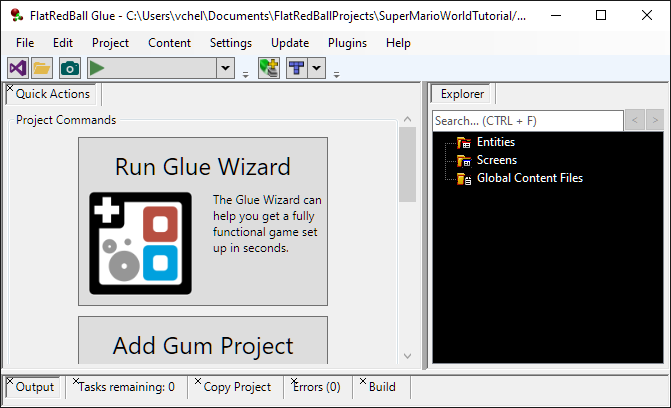 FlatRedBall Glue - C:\Users\vchel\Documents\FlatRedBallProjects\SuperMarioWorldTutorial/...
File Edit Project Content Settings Update Plugins Help
Quick Actions
Project Commands
Run Glue Wizard
The Glue Wizard can
help you get a fully
functional game set
up in seconds.
Add Gum Project
Explorer
Search... (CTRL + F)
< >
Entities
Screens
Global Content Files
Output Tasks remaining: 0 Copy Project Errors (0) Build